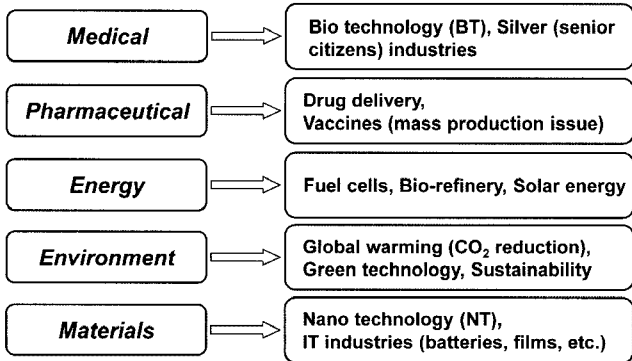 Medical
Bio technology (BT), Silver (senior
citizens) industries
Pharmaceutical
Drug delivery,
Vaccines (mass production issue)
Energy
Fuel cells, Bio-refinery, Solar energy
Environment
Global warming (CO₂ reduction),
Green technology, Sustainability
Materials
Nano technology (NT),
IT industries (batteries, films, etc.)